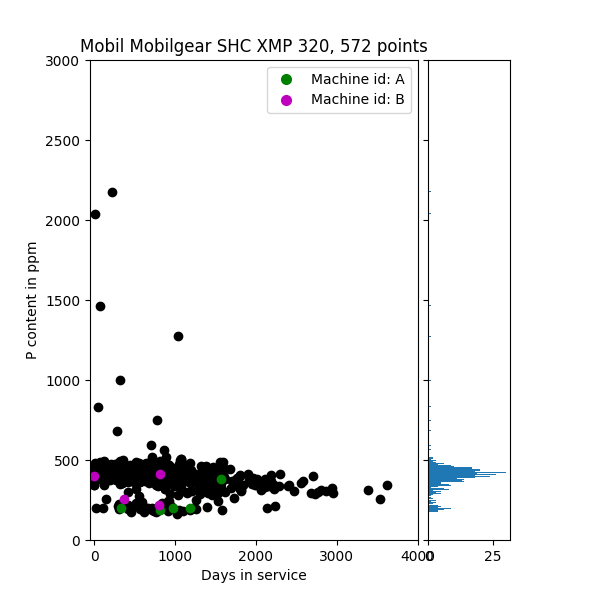 Mobil Mobilgear SHC XMP 320, 572 points
Machine id: A
Machine id: B
P content in ppm
3000
2500
2000
1500
1000
500
0
0
1000
2000
3000
4000
0
25
Days in service